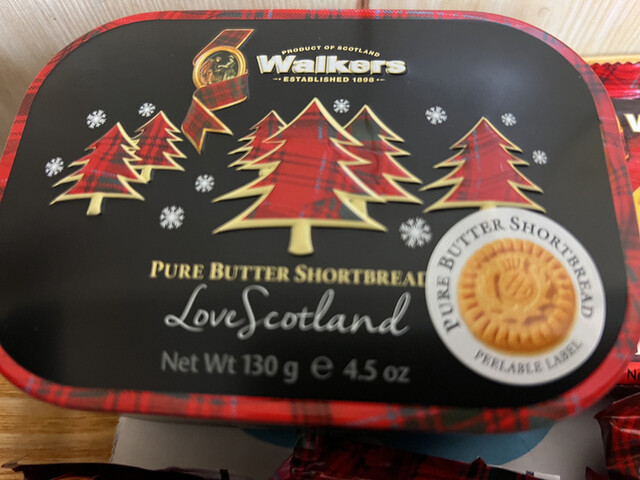 PRODUCT OF SCOTLAND
Walkers
ESTABLISHED 1898
PURE BUTTER SHORTBREAD
Love Scotland
Net Wt 130 g e 4.5 oz
PURE BUTTER SHORTBREAD
PEELABLE LABEL